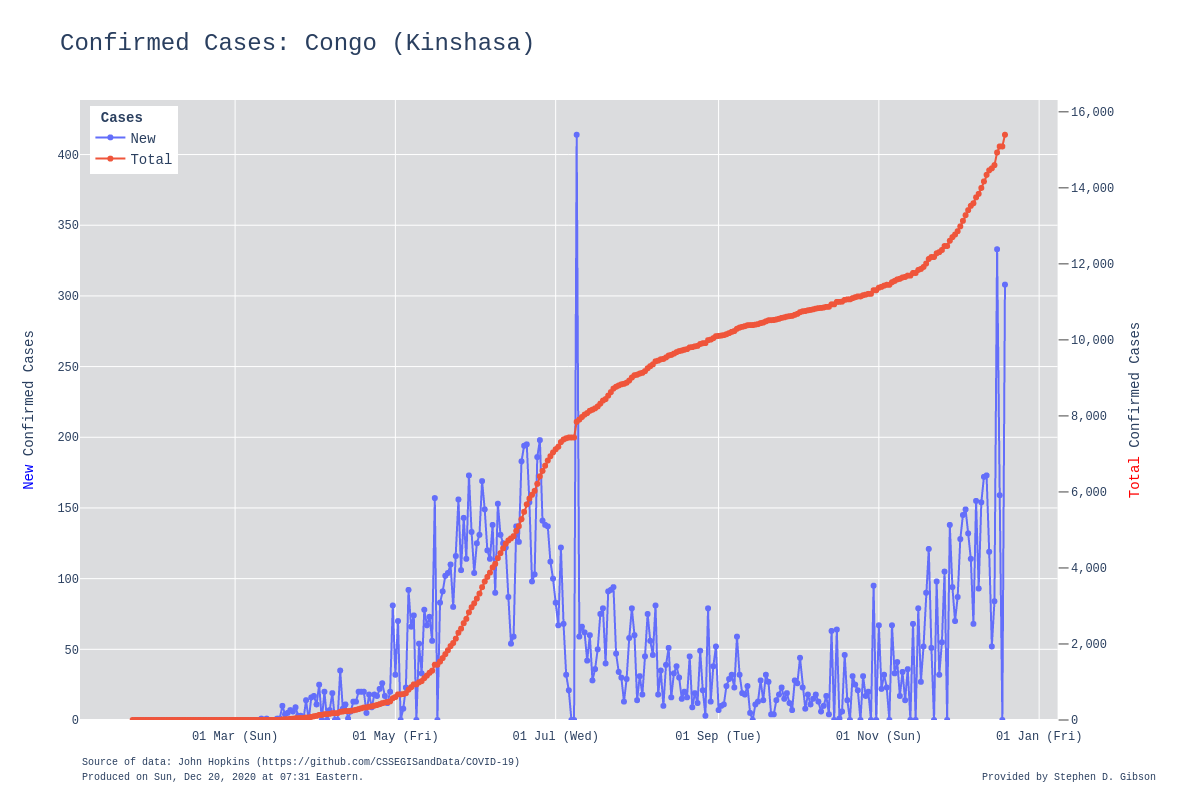 Confirmed Cases: Congo (Kinshasa)
Cases
New
Total
400
350
300
250
200
150
100
50
0
New Confirmed Cases
16,000
14,000
12,000
10,000
8,000
6,000
4,000
2,000
0
Total Confirmed Cases
01 Mar (Sun)
01 May (Fri)
01 Jul (Wed)
01 Sep (Tue)
01 Nov (Sun)
01 Jan (Fri)
Source of data: John Hopkins (https://github.com/CSSEGISandData/COVID-19)
Produced on Sun, Dec 20, 2020 at 07:31 Eastern.
Provided by Stephen D. Gibson